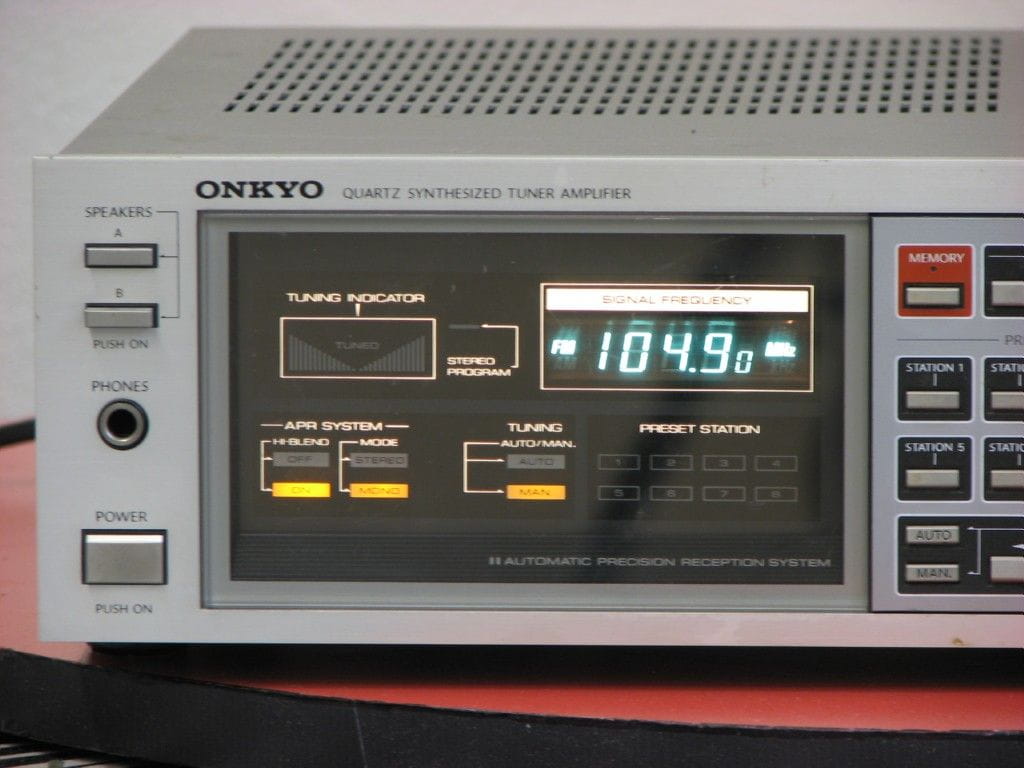 ONKYO QUARTZ SYNTHESIZED TUNER AMPLIFIER
SPEAKERS
A
B
PUSH ON
PHONES
POWER
PUSH ON
TUNING INDICATOR
TUNED
STEREO
PROGRAM
SIGNAL FREQUENCY
FM 104.90 MHz
APR SYSTEM
HI-BLEND MODE
OFF STEREO
ON MONO
TUNING
AUTO/MAN.
AUTO
MAN.
PRESET STATION
1 2 3 4
5 6 7 8
AUTOMATIC PRECISION RECEPTION SYSTEM
MEMORY
STATION 1
STATION 5
AUTO
MAN.